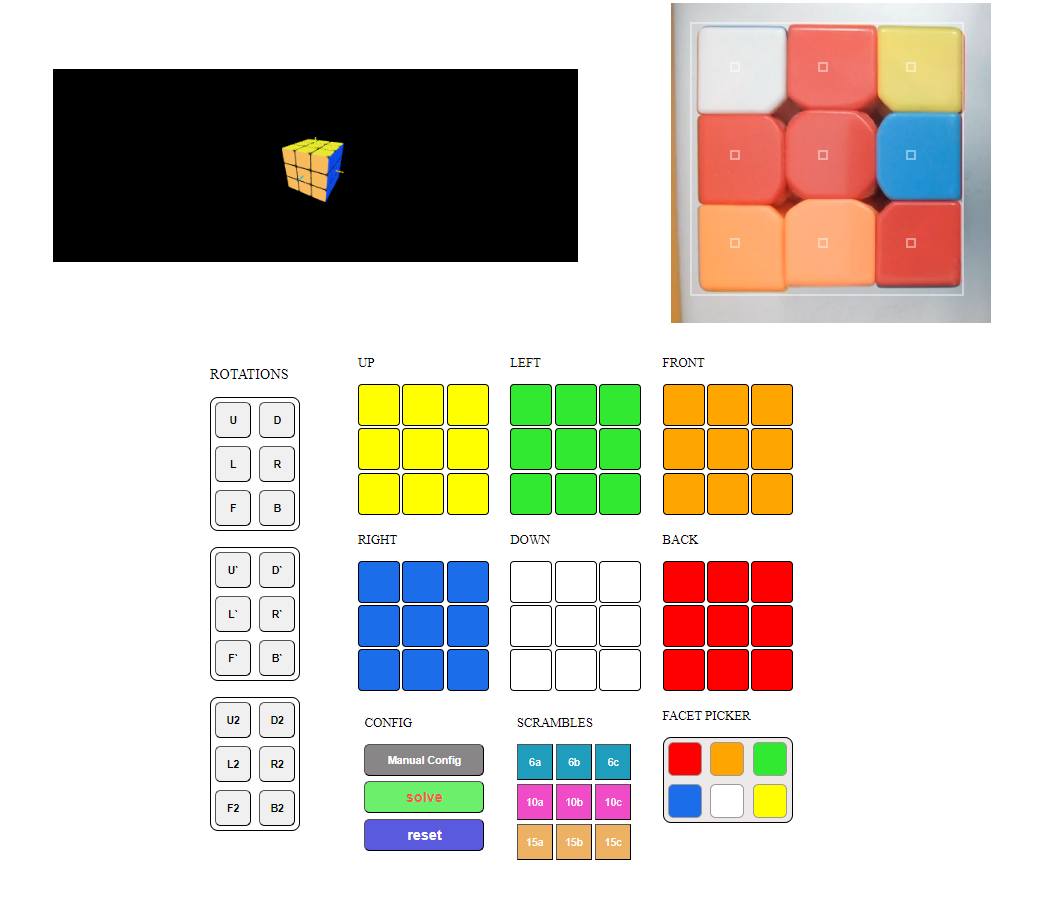 UP
LEFT
FRONT
ROTATIONS
U D
L R
F B
RIGHT
DOWN
BACK
U` D`
L` R`
F` B`
U2 D2
L2 R2
F2 B2
CONFIG
Manual Config
solve
reset
SCRAMBLES
6a 6b 6c
10a 10b 10c
15a 15b 15c
FACET PICKER